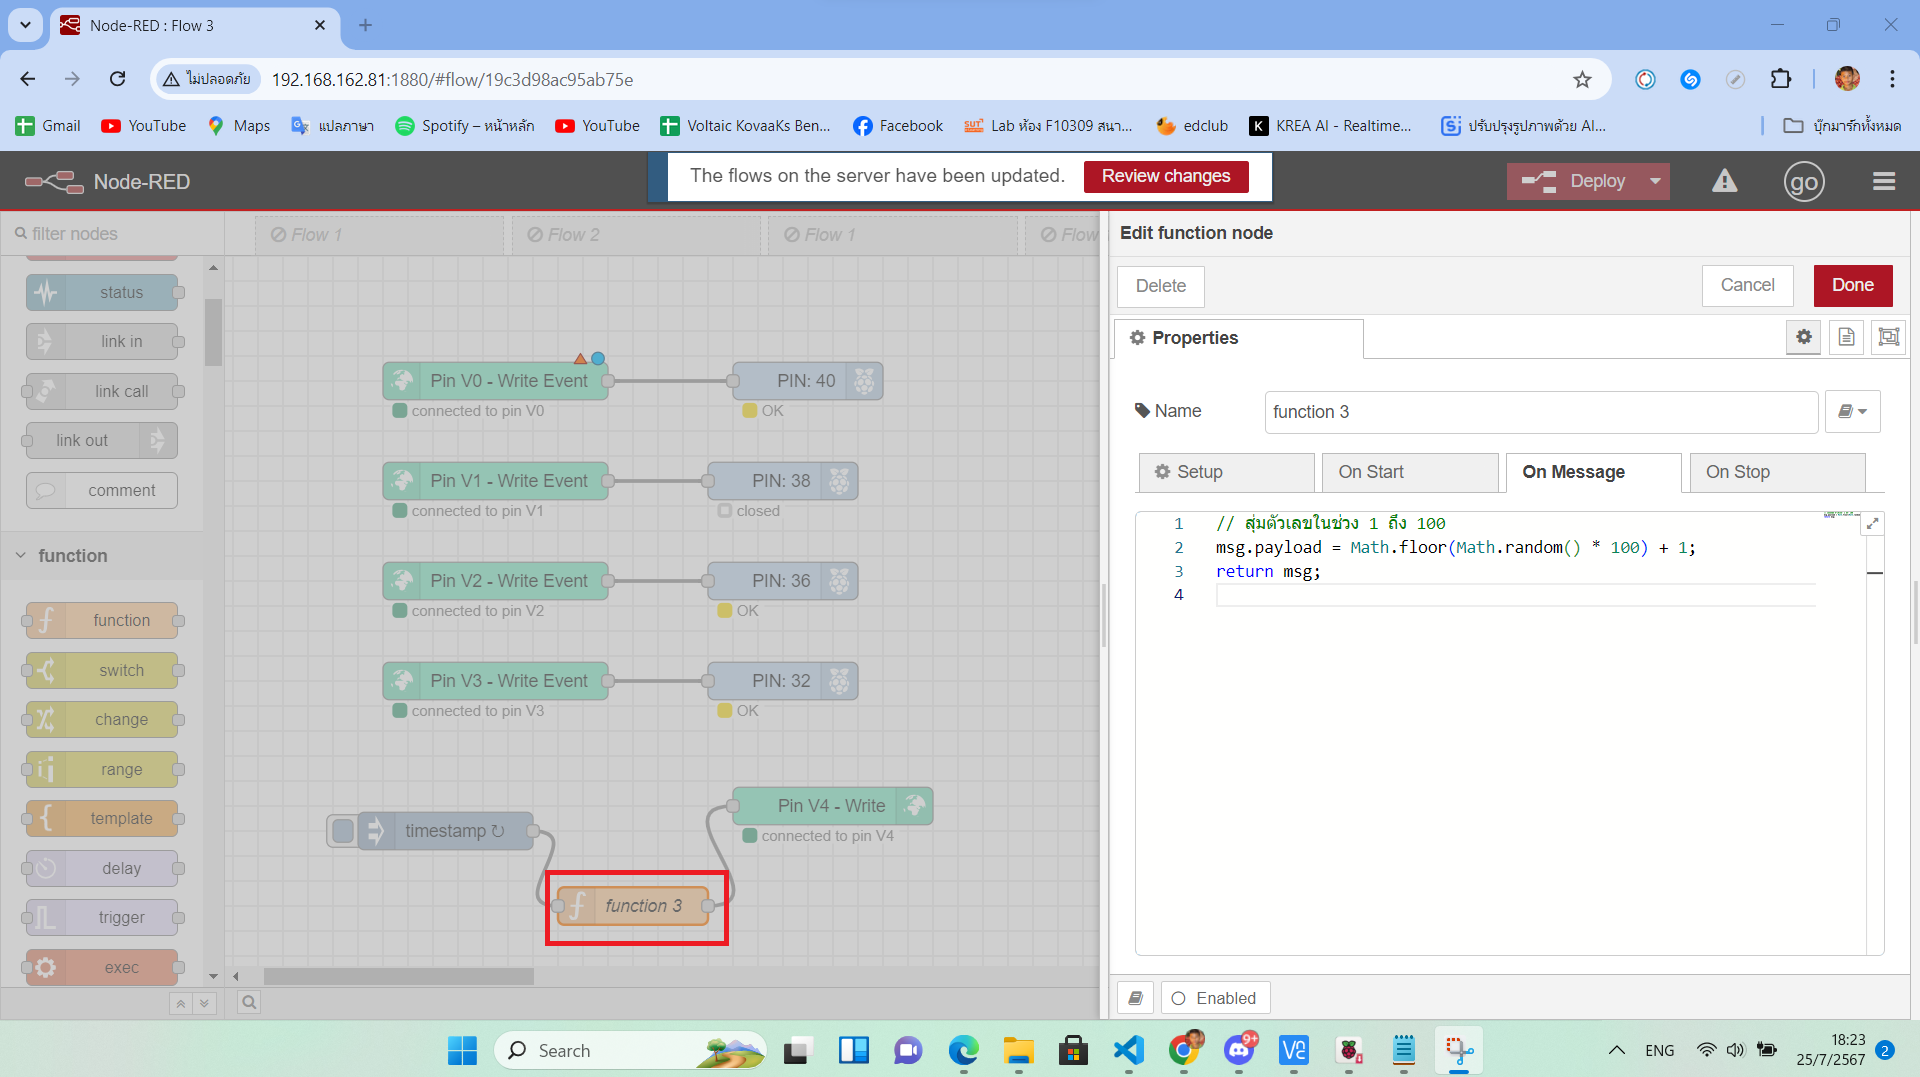 Node-RED : Flow 3
ไม่ปลอดภัย
192.168.162.81:1880/#flow/19c3d98ac95ab75e
Gmail
YouTube
Maps
แปลภาษา
Spotify – หน้าหลัก
YouTube
Voltaic KovaaKs Ben...
Facebook
SUT
Lab ห้อง F10309 สนา...
edclub
K
KREA AI - Realtime...
ปรับปรุงรูปภาพด้วย AI...
บุ๊กมาร์กทั้งหมด
Node-RED
The flows on the server have been updated.
Review changes
Deploy
go
filter nodes
Flow 1
Flow 2
Flow 1
Flow
status
link in
link call
link out
comment
function
function
switch
change
range
template
delay
trigger
exec
Pin V0 - Write Event
connected to pin V0
PIN: 40
OK
Pin V1 - Write Event
connected to pin V1
PIN: 38
closed
Pin V2 - Write Event
connected to pin V2
PIN: 36
OK
Pin V3 - Write Event
connected to pin V3
PIN: 32
OK
timestamp ↻
Pin V4 - Write
connected to pin V4
function 3
Edit function node
Delete
Cancel
Done
Properties
Name
function 3
Setup
On Start
On Message
On Stop
1 // สุ่มตัวเลขในช่วง 1 ถึง 100
2 msg.payload = Math.floor(Math.random() * 100) + 1;
3 return msg;
4
Enabled
Search
9+
ENG
18:23
25/7/2567
2